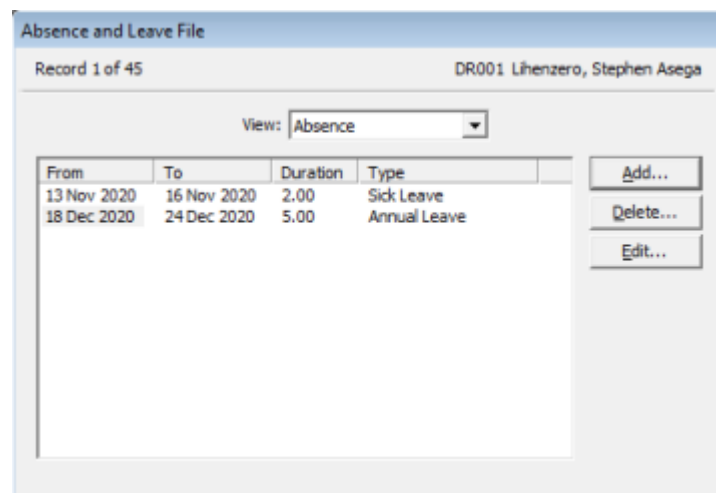 Absence and Leave File
Record 1 of 45 DR001 Lihenzero, Stephen Asega
View: Absence
From To Duration Type
13 Nov 2020 16 Nov 2020 2.00 Sick Leave
18 Dec 2020 24 Dec 2020 5.00 Annual Leave
Add...
Delete...
Edit...